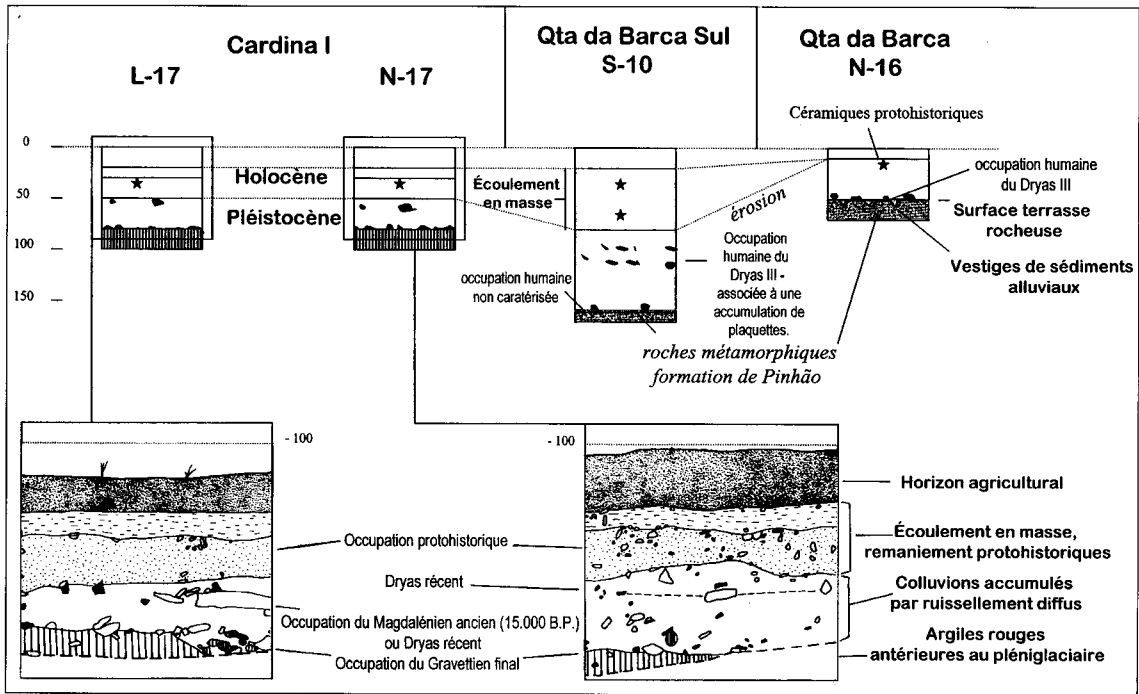 Cardina I
L-17
N-17
Qta da Barca Sul
S-10
Qta da Barca
N-16
0
50
100
150
Holocène
Pléistocène
Écoulement
en masse
érosion
Céramiques protohistoriques
occupation humaine
du Dryas III
Surface terrasse
rocheuse
Vestiges de sédiments
alluviaux
occupation humaine
non caratérisée
Occupation
humaine du
Dryas III -
associée à une
accumulation de
plaquettes.
roches métamorphiques
formation de Pinhão
- 100
- 100
Occupation protohistorique
Dryas récent
Occupation du Magdalénien ancien (15.000 B.P.)
ou Dryas récent
Occupation du Gravettien final
Horizon agricultural
Écoulement en masse,
remaniement protohistoriques
Colluvions accumulés
par ruissellement diffus
Argiles rouges
antérieures au pléniglaciaire